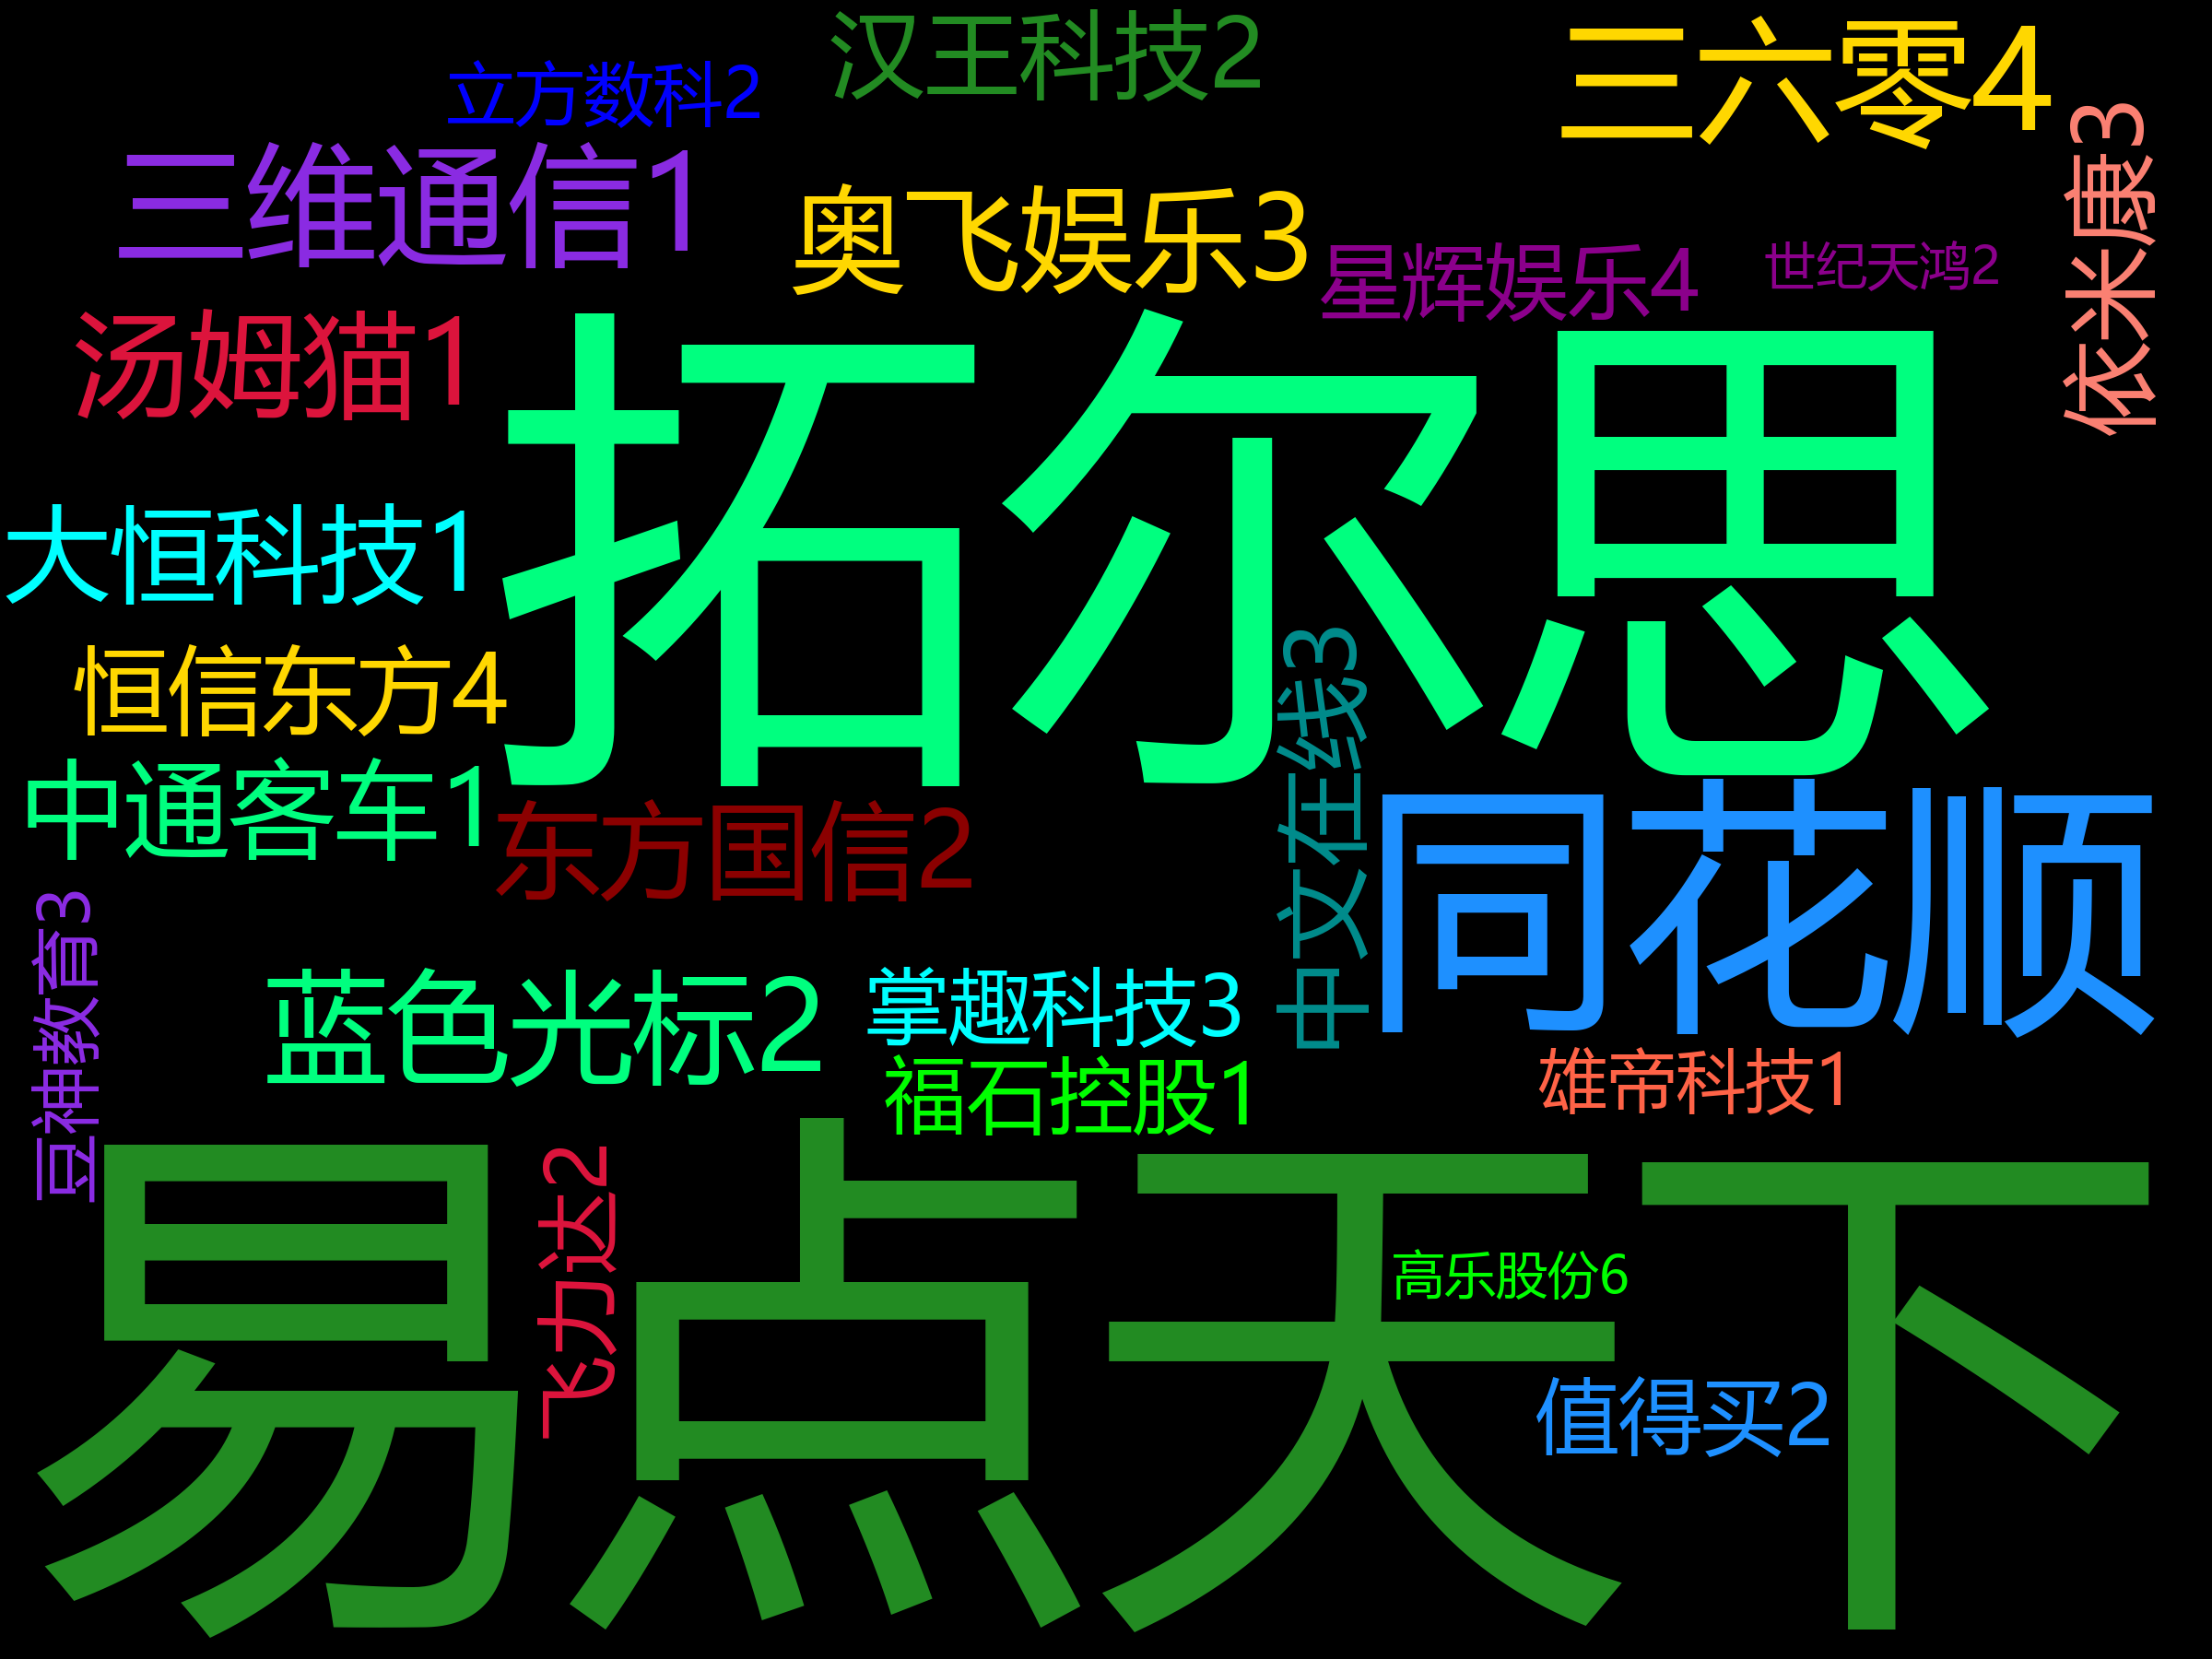 汉王科技2
三六零4
立方数科2
三维通信1
奥飞娱乐3
星辉娱乐4
世纪天鸿2
依米康3
汤姆猫1
拓尔思
大恒科技1
恒信东方4
中通客车1
东方国信2
中文在线3
同花顺
豆神教育3
蓝色光标2
掌趣科技3
福石控股1
雄帝科技1
易点天下
飞力达2
高乐股份6
值得买2